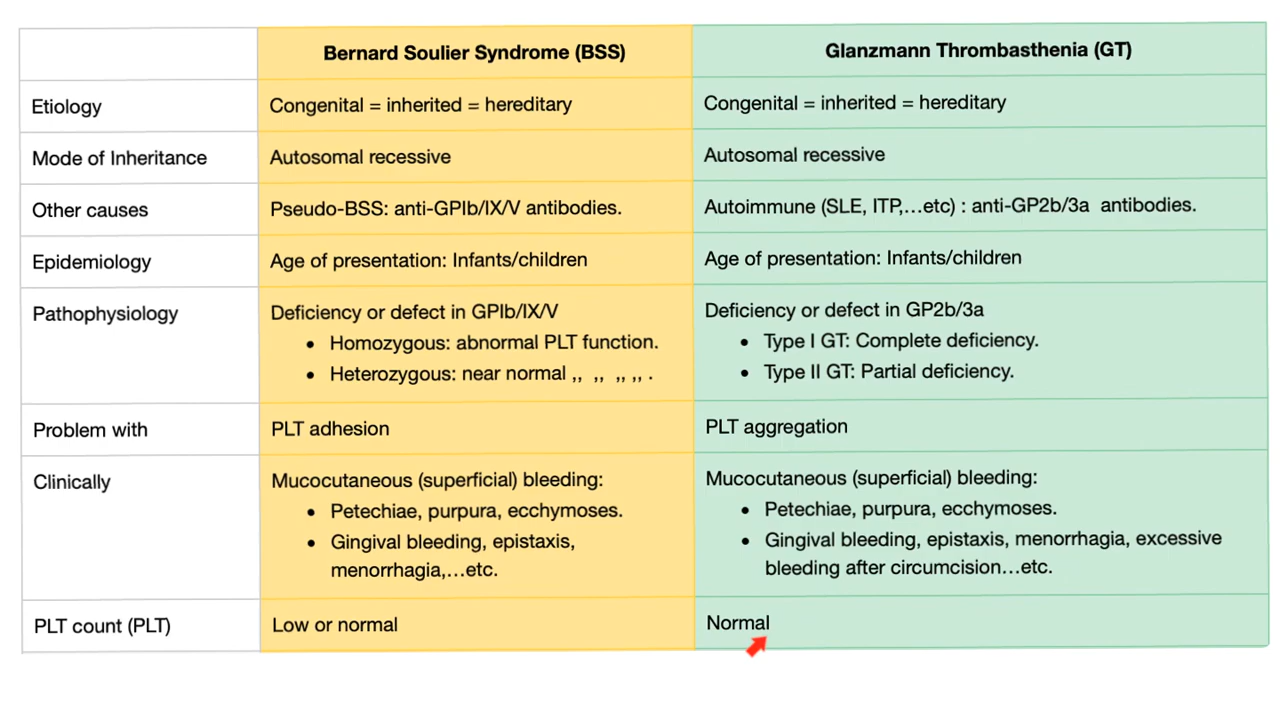 Bernard Soulier Syndrome (BSS)
Glanzmann Thrombasthenia (GT)
Etiology
Congenital = inherited = hereditary
Congenital = inherited = hereditary
Mode of Inheritance
Autosomal recessive
Autosomal recessive
Other causes
Pseudo-BSS: anti-GPIb/IX/V antibodies.
Autoimmune (SLE, ITP,...etc) : anti-GP2b/3a antibodies.
Epidemiology
Age of presentation: Infants/children
Age of presentation: Infants/children
Pathophysiology
Deficiency or defect in GPIb/IX/V
• Homozygous: abnormal PLT function.
• Heterozygous: near normal ,, ,, ,, ,, .
Deficiency or defect in GP2b/3a
• Type I GT: Complete deficiency.
• Type II GT: Partial deficiency.
Problem with
PLT adhesion
PLT aggregation
Clinically
Mucocutaneous (superficial) bleeding:
• Petechiae, purpura, ecchymoses.
• Gingival bleeding, epistaxis,
menorrhagia,...etc.
Mucocutaneous (superficial) bleeding:
• Petechiae, purpura, ecchymoses.
• Gingival bleeding, epistaxis, menorrhagia, excessive
bleeding after circumcision...etc.
PLT count (PLT)
Low or normal
Normal